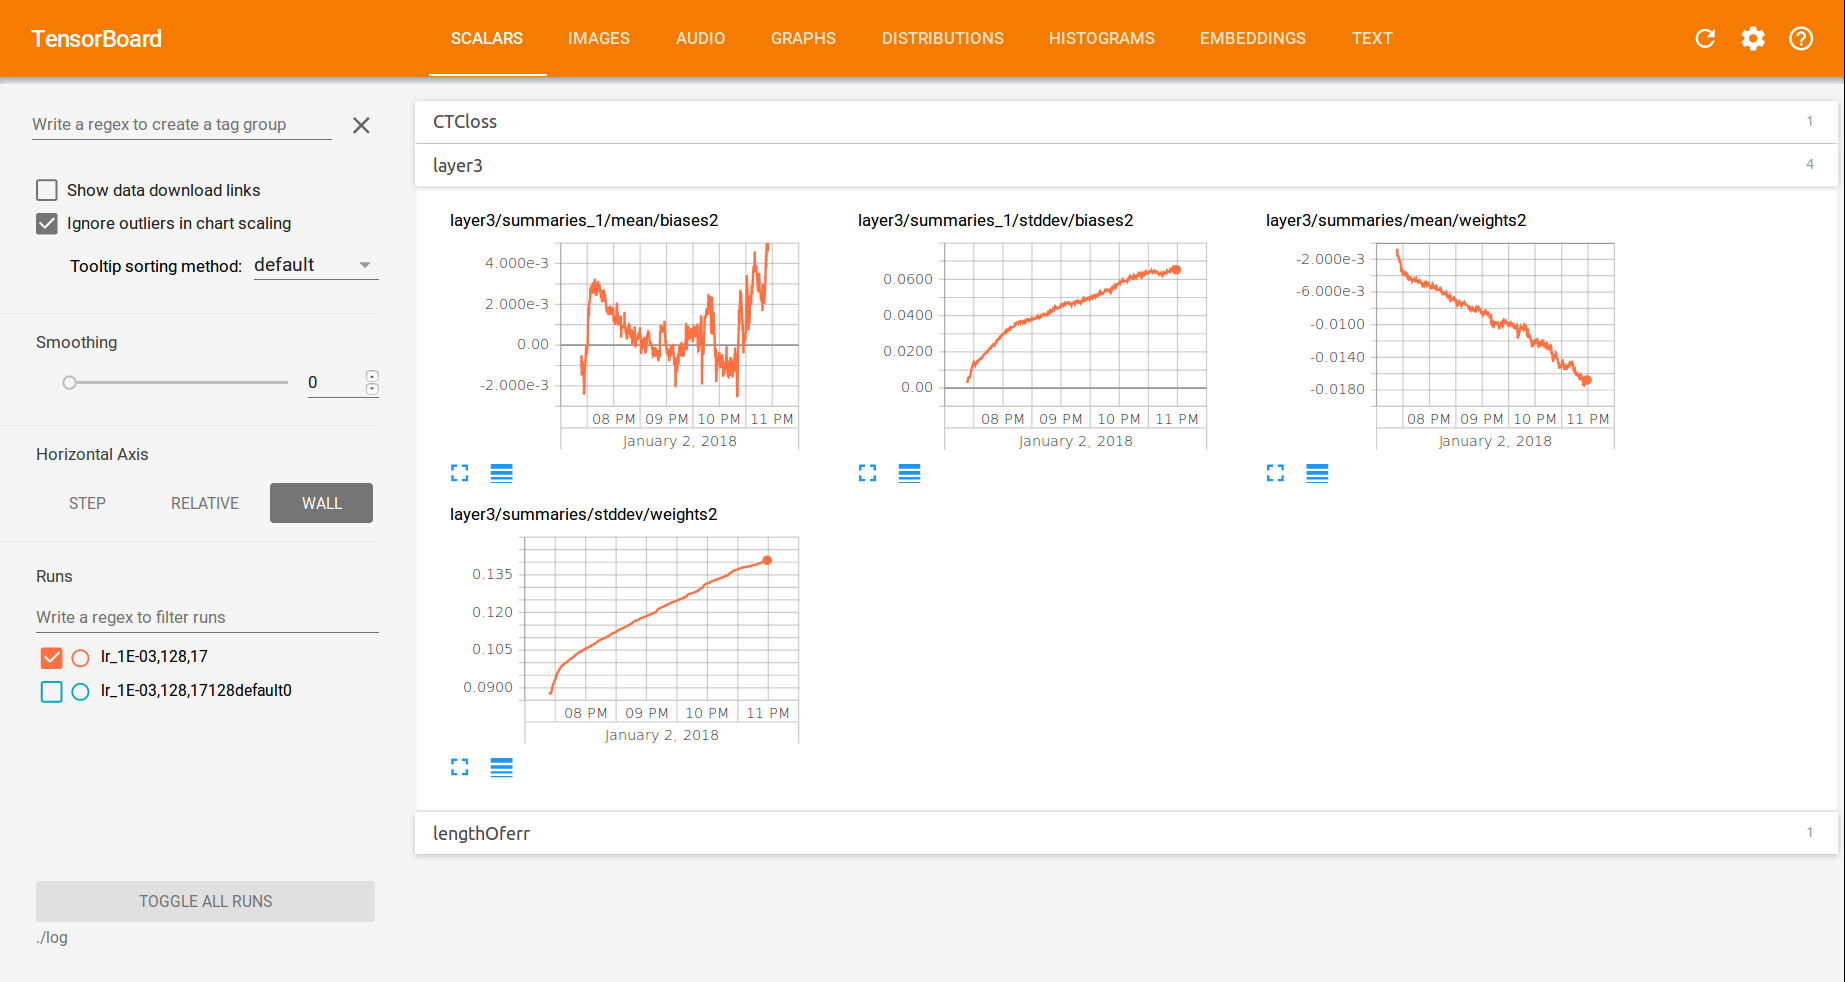 TensorBoard
SCALARS IMAGES AUDIO GRAPHS DISTRIBUTIONS HISTOGRAMS EMBEDDINGS TEXT
Write a regex to create a tag group
Show data download links
Ignore outliers in chart scaling
Tooltip sorting method: default
Smoothing
0
Horizontal Axis
STEP RELATIVE WALL
Runs
Write a regex to filter runs
lr_1E-03,128,17
lr_1E-03,128,17128default0
TOGGLE ALL RUNS
./log
CTCloss 1
layer3 4
layer3/summaries_1/mean/biases2
4.000e-3
2.000e-3
0.00
-2.000e-3
08 PM 09 PM 10 PM 11 PM
January 2, 2018
layer3/summaries_1/stddev/biases2
0.0600
0.0400
0.0200
0.00
08 PM 09 PM 10 PM 11 PM
January 2, 2018
layer3/summaries/mean/weights2
-2.000e-3
-6.000e-3
-0.0100
-0.0140
-0.0180
08 PM 09 PM 10 PM 11 PM
January 2, 2018
layer3/summaries/stddev/weights2
0.135
0.120
0.105
0.0900
08 PM 09 PM 10 PM 11 PM
January 2, 2018
lengthOferr 1